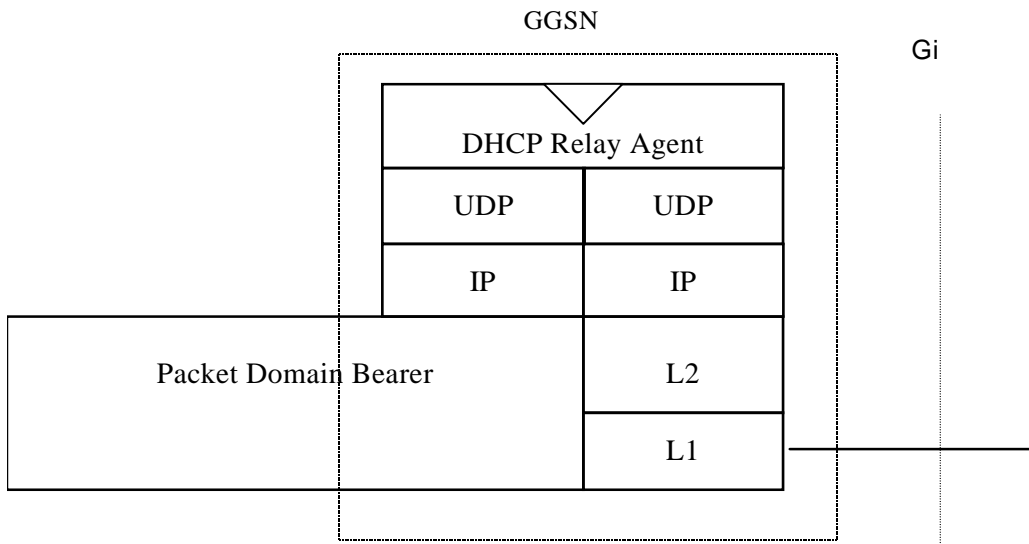 GGSN
Gi
DHCP Relay Agent
UDP UDP
IP IP
Packet Domain Bearer L2
L1